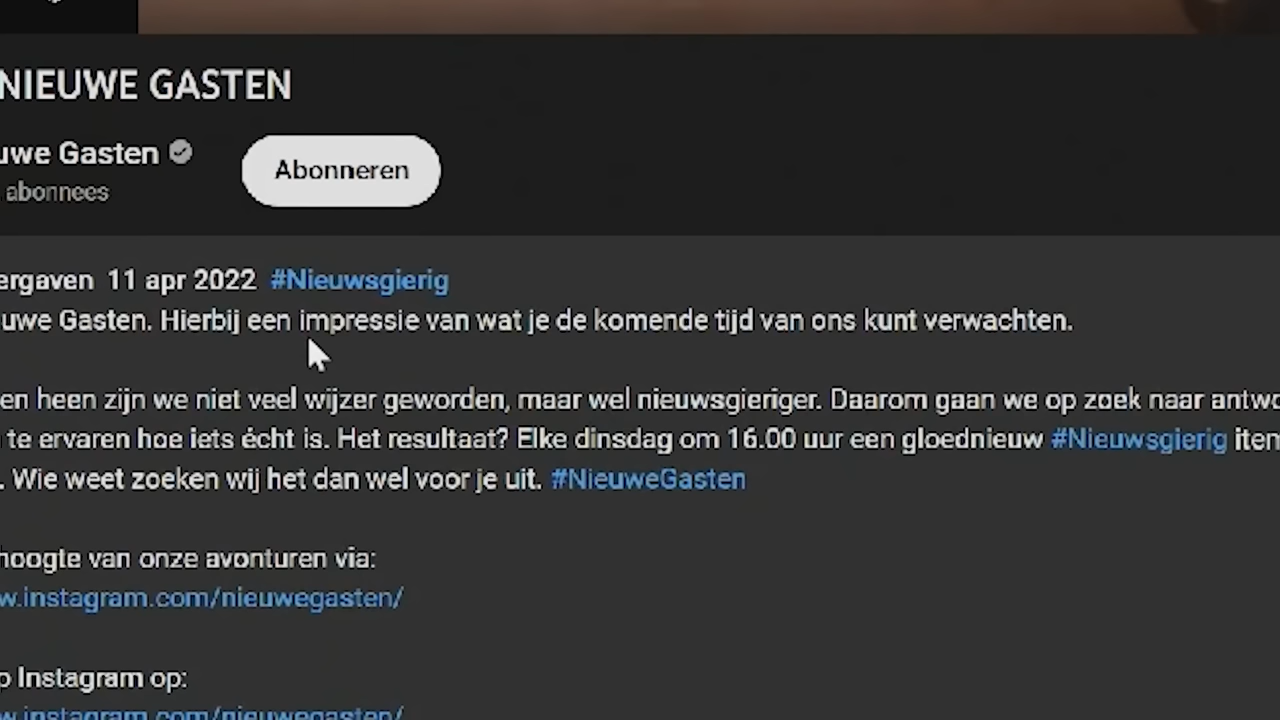 NIEUWE GASTEN
uwe Gasten
Abonneren
abonnees
ergaven 11 apr 2022 #Nieuwsgierig
uwe Gasten. Hierbij een impressie van wat je de komende tijd van ons kunt verwachten.
en heen zijn we niet veel wijzer geworden, maar wel nieuwsgieriger. Daarom gaan we op zoek naar antwo
te ervaren hoe iets écht is. Het resultaat? Elke dinsdag om 16.00 uur een gloednieuw #Nieuwsgierig item
. Wie weet zoeken wij het dan wel voor je uit. #NieuweGasten
hoogte van onze avonturen via:
w.instagram.com/nieuwegasten/
p Instagram op:
w.instagram.com/nieuwegasten/